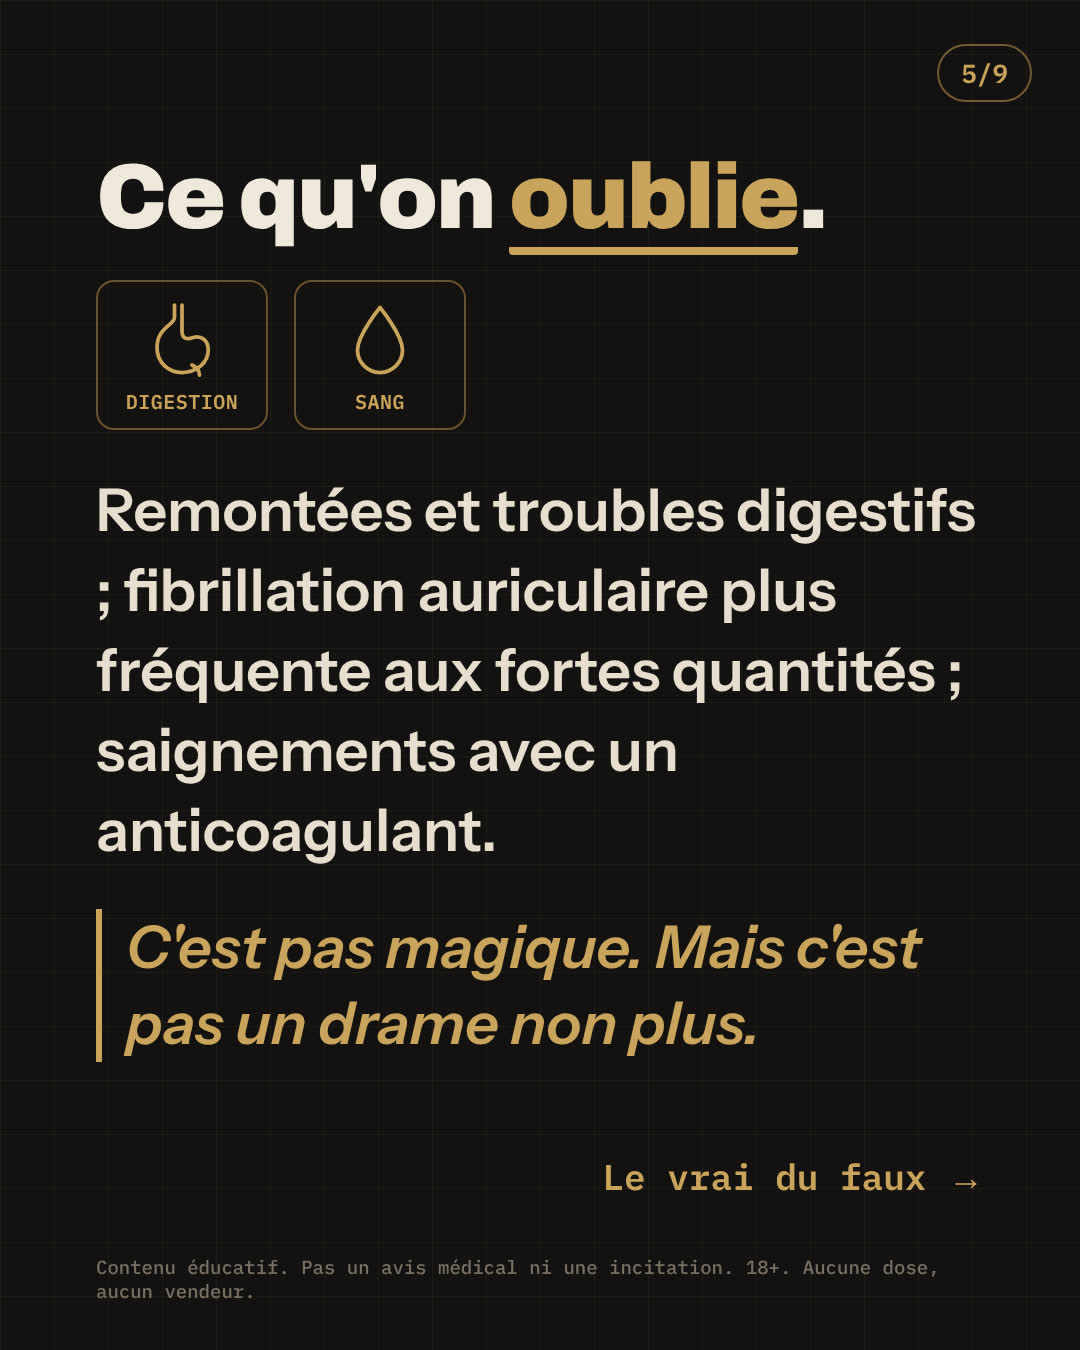 5/9
Ce qu'on oublie.
DIGESTION
SANG
Remontées et troubles digestifs
; fibrillation auriculaire plus
fréquente aux fortes quantités ;
saignements avec un
anticoagulant.
C'est pas magique. Mais c'est
pas un drame non plus.
Le vrai du faux →
Contenu éducatif. Pas un avis médical ni une incitation. 18+. Aucune dose,
aucun vendeur.